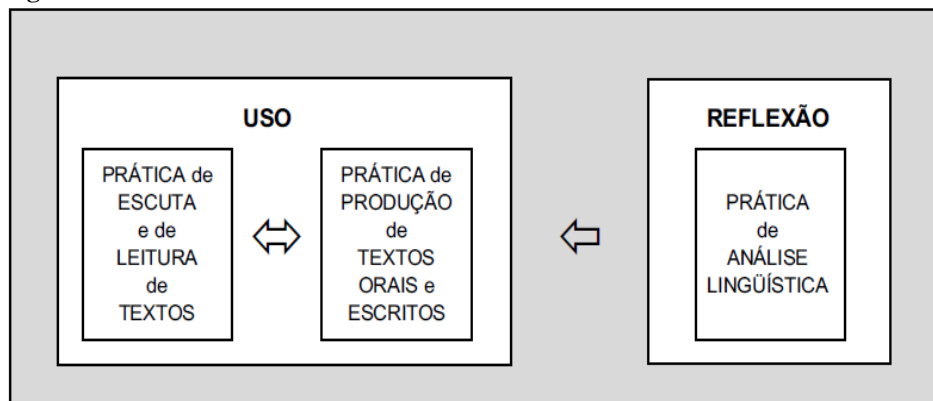 USO
PRÁTICA de
ESCUTA
e de
LEITURA
de
TEXTOS
PRÁTICA de
PRODUÇÃO
de
TEXTOS
ORAIS e
ESCRITOS
REFLEXÃO
PRÁTICA
de
ANÁLISE
LINGÜÍSTICA